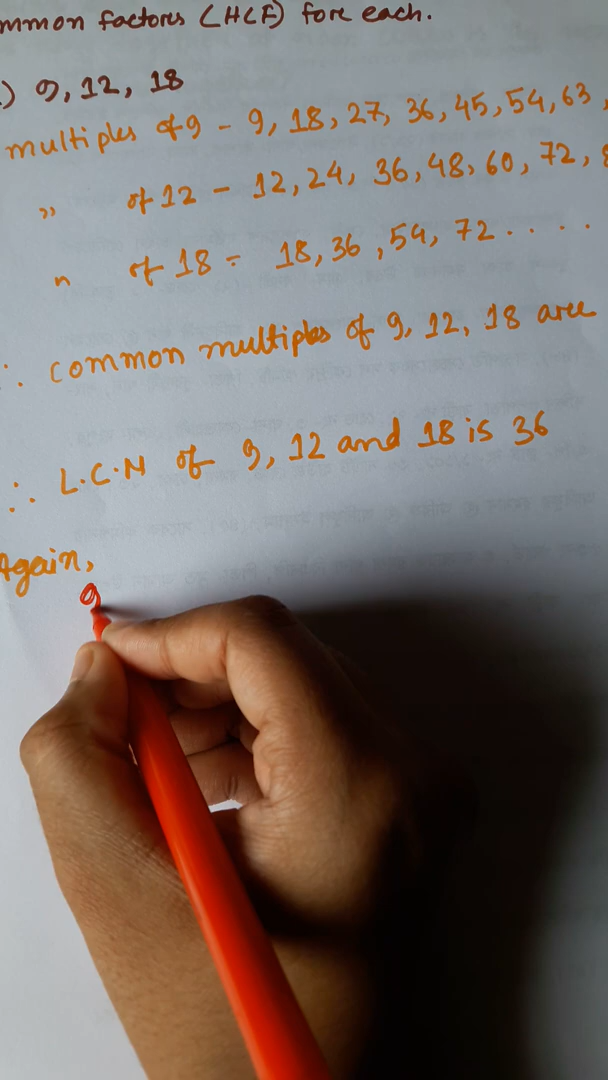 mmon factors (HCF) fore each.
.) 9, 12, 18
multiples of 9 - 9, 18, 27, 36, 45, 54, 63,
,, of 12 - 12, 24, 36, 48, 60, 72, 8
" of 18 = 18, 36, 54, 72 . . . .
∴ common multiples of 9, 12, 18 are
∴ L.C.M of 9, 12 and 18 is 36
Again,
9